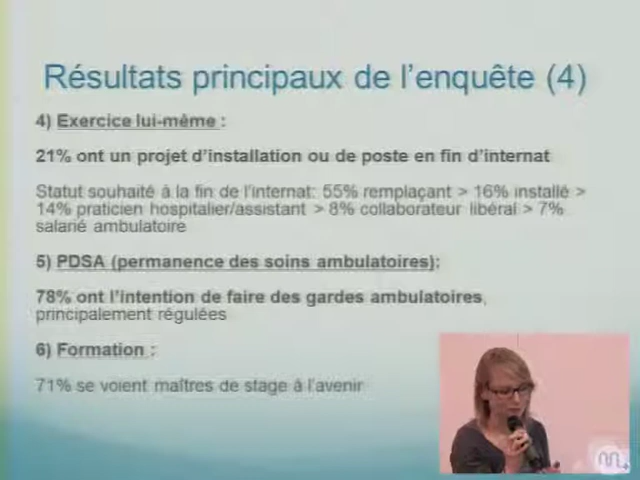 Résultats principaux de l'enquête (4)
4) Exercice lui-même :
21% ont un projet d'installation ou de poste en fin d'internat
Statut souhaité à la fin de l'internat: 55% remplaçant > 16% installé >
14% praticien hospitalier/assistant > 8% collaborateur libéral > 7%
salarié ambulatoire
5) PDSA (permanence des soins ambulatoires):
78% ont l'intention de faire des gardes ambulatoires,
principalement régulées
6) Formation :
71% se voient maîtres de stage à l'avenir